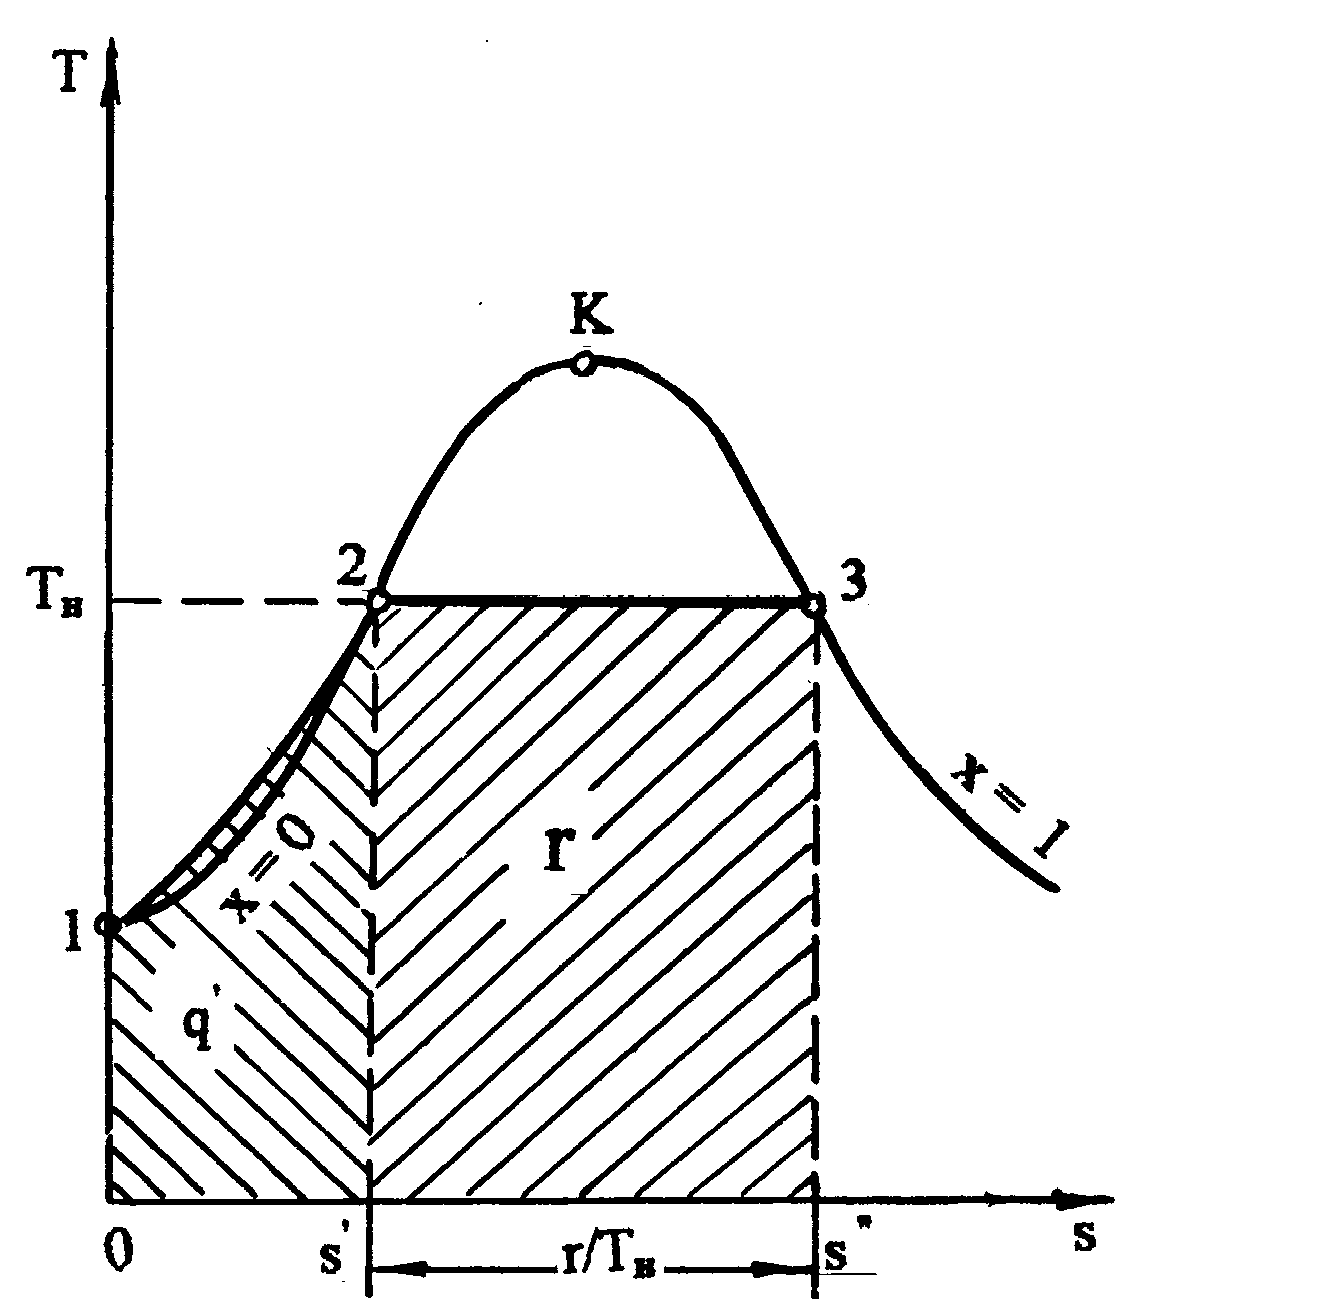 T
K
2
3
Tн
x = 0
x = 1
r
1
q'
0
s'
r/Tн
s"
s